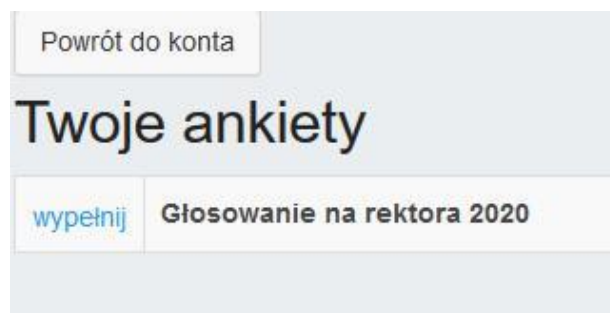 Powrót do konta
Twoje ankiety
wypełnij Głosowanie na rektora 2020